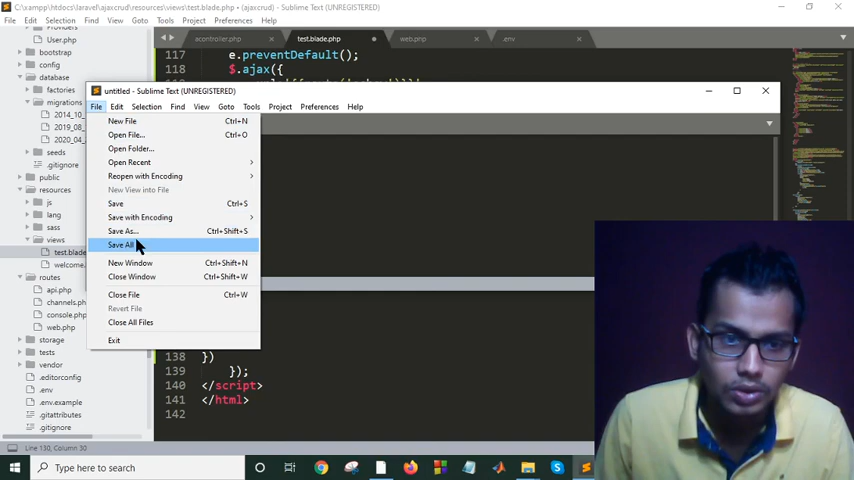 C:\xampp\htdocs\laravel\ajaxcrud\resources\views\test.blade.php • (ajaxcrud) - Sublime Text (UNREGISTERED)
File Edit Selection Find View Goto Tools Project Preferences Help
acontroller.php test.blade.php web.php .env
Providers
User.php
bootstrap
config
database
factories
migrations
2014_10_
2019_08_
2020_04_
seeds
.gitignore
public
resources
js
lang
sass
views
test.blade
welcome.
routes
api.php
channels.ph
console.php
web.php
storage
tests
vendor
.editorconfig
.env
.env.example
.gitattributes
.gitignore
117 e.preventDefault();
118 $.ajax({
untitled - Sublime Text (UNREGISTERED)
File Edit Selection Find View Goto Tools Project Preferences Help
New File Ctrl+N
Open File... Ctrl+O
Open Folder...
Open Recent
Reopen with Encoding
New View into File
Save Ctrl+S
Save with Encoding
Save As... Ctrl+Shift+S
Save All
New Window Ctrl+Shift+N
Close Window Ctrl+Shift+W
Close File Ctrl+W
Revert File
Close All Files
Exit
138 })
139 });
140 </script>
141 </html>
142
Line 130, Column 30
Type here to search